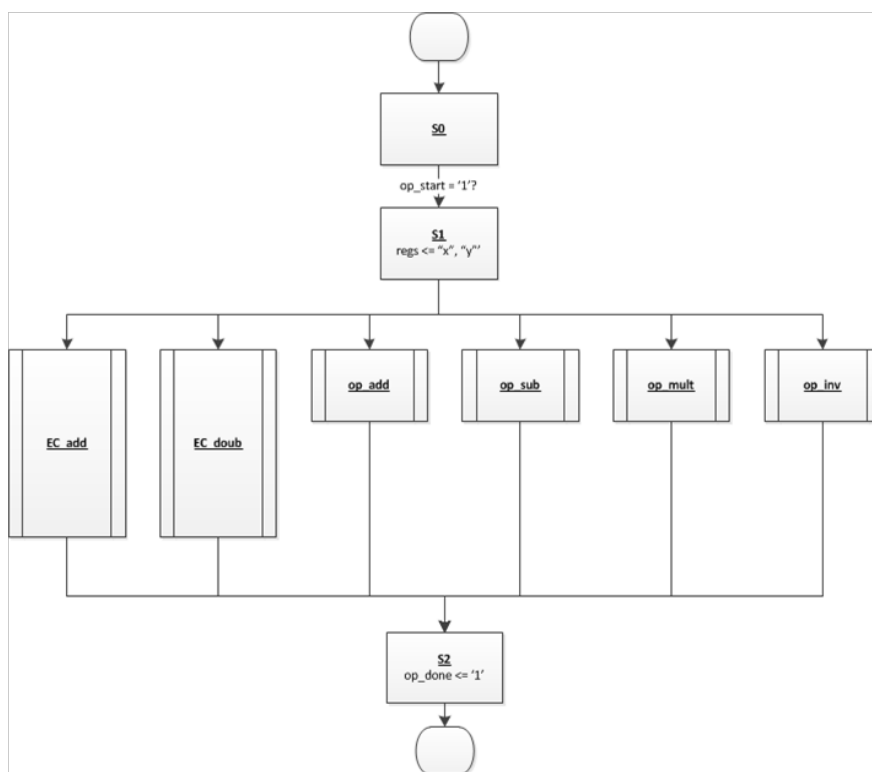 S0
op_start = ‘1’?
S1
regs <= “x”, “y”’
op_add
op_sub
op_mult
op_inv
EC_add
EC_doub
S2
op_done <= ‘1’